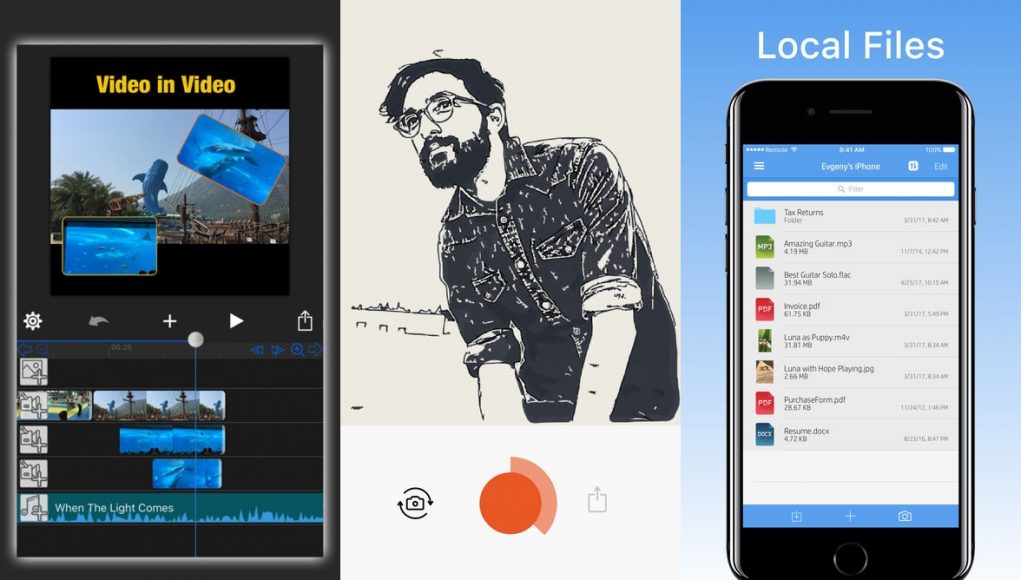 Video in Video
00:25
When The Light Comes
Local Files
Remote
9:41 AM
100%
Evgeny's iPhone
Edit
Filter
Tax Returns
Folder
3/31/17, 8:42 AM
MP3
Amazing Guitar.mp3
4.19 MB
11/7/14, 12:42 PM
Best Guitar Solo.flac
31.94 MB
4/25/17, 10:15 AM
PDF
Invoice.pdf
61.75 KB
3/31/17, 5:49 PM
Luna as Puppy.m4v
31.81 MB
3/31/17, 8:34 AM
Luna with Hope Playing.jpg
2.66 MB
3/31/17, 8:34 AM
PDF
PurchaseForm.pdf
28.67 KB
11/24/12, 1:46 PM
DOCX
Resume.docx
4.72 KB
8/23/16, 8:47 PM